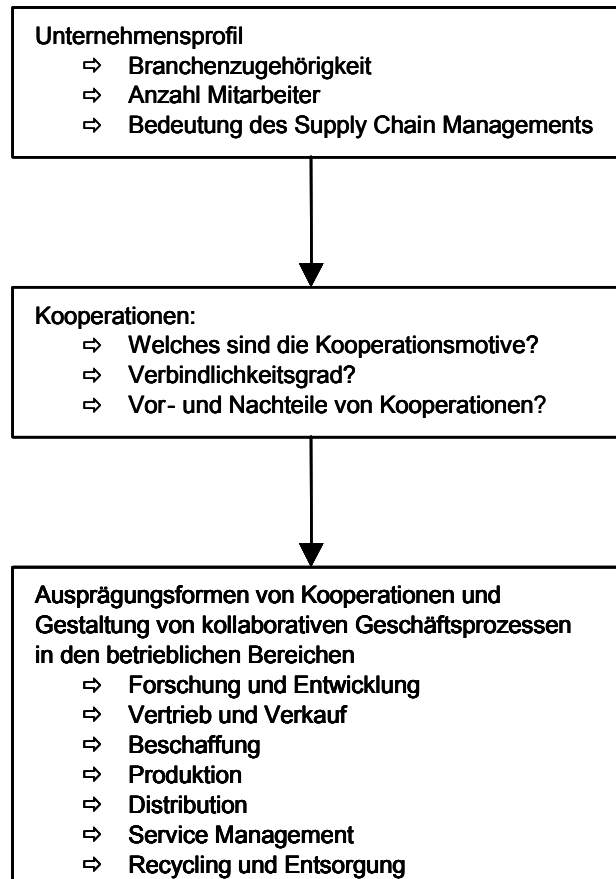 Unternehmensprofil
⇨ Branchenzugehörigkeit
⇨ Anzahl Mitarbeiter
⇨ Bedeutung des Supply Chain Managements
Kooperationen:
⇨ Welches sind die Kooperationsmotive?
⇨ Verbindlichkeitsgrad?
⇨ Vor- und Nachteile von Kooperationen?
Ausprägungsformen von Kooperationen und
Gestaltung von kollaborativen Geschäftsprozessen
in den betrieblichen Bereichen
⇨ Forschung und Entwicklung
⇨ Vertrieb und Verkauf
⇨ Beschaffung
⇨ Produktion
⇨ Distribution
⇨ Service Management
⇨ Recycling und Entsorgung